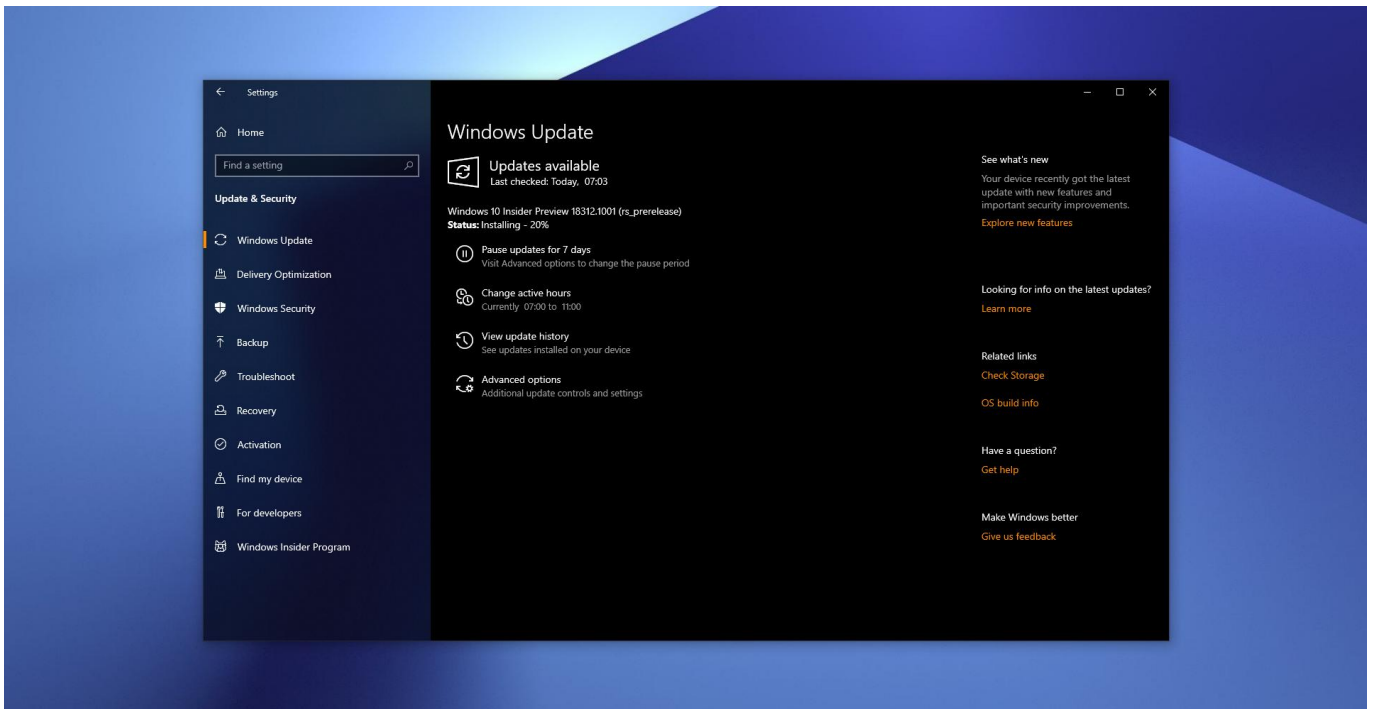 Settings
Home
Find a setting
Update & Security
Windows Update
Delivery Optimization
Windows Security
Backup
Troubleshoot
Recovery
Activation
Find my device
For developers
Windows Insider Program
Windows Update
Updates available
Last checked: Today, 07:03
Windows 10 Insider Preview 18312.1001 (rs_prerelease)
Status: Installing - 20%
Pause updates for 7 days
Visit Advanced options to change the pause period
Change active hours
Currently 07:00 to 11:00
View update history
See updates installed on your device
Advanced options
Additional update controls and settings
See what's new
Your device recently got the latest
update with new features and
important security improvements.
Explore new features
Looking for info on the latest updates?
Learn more
Related links
Check Storage
OS build info
Have a question?
Get help
Make Windows better
Give us feedback